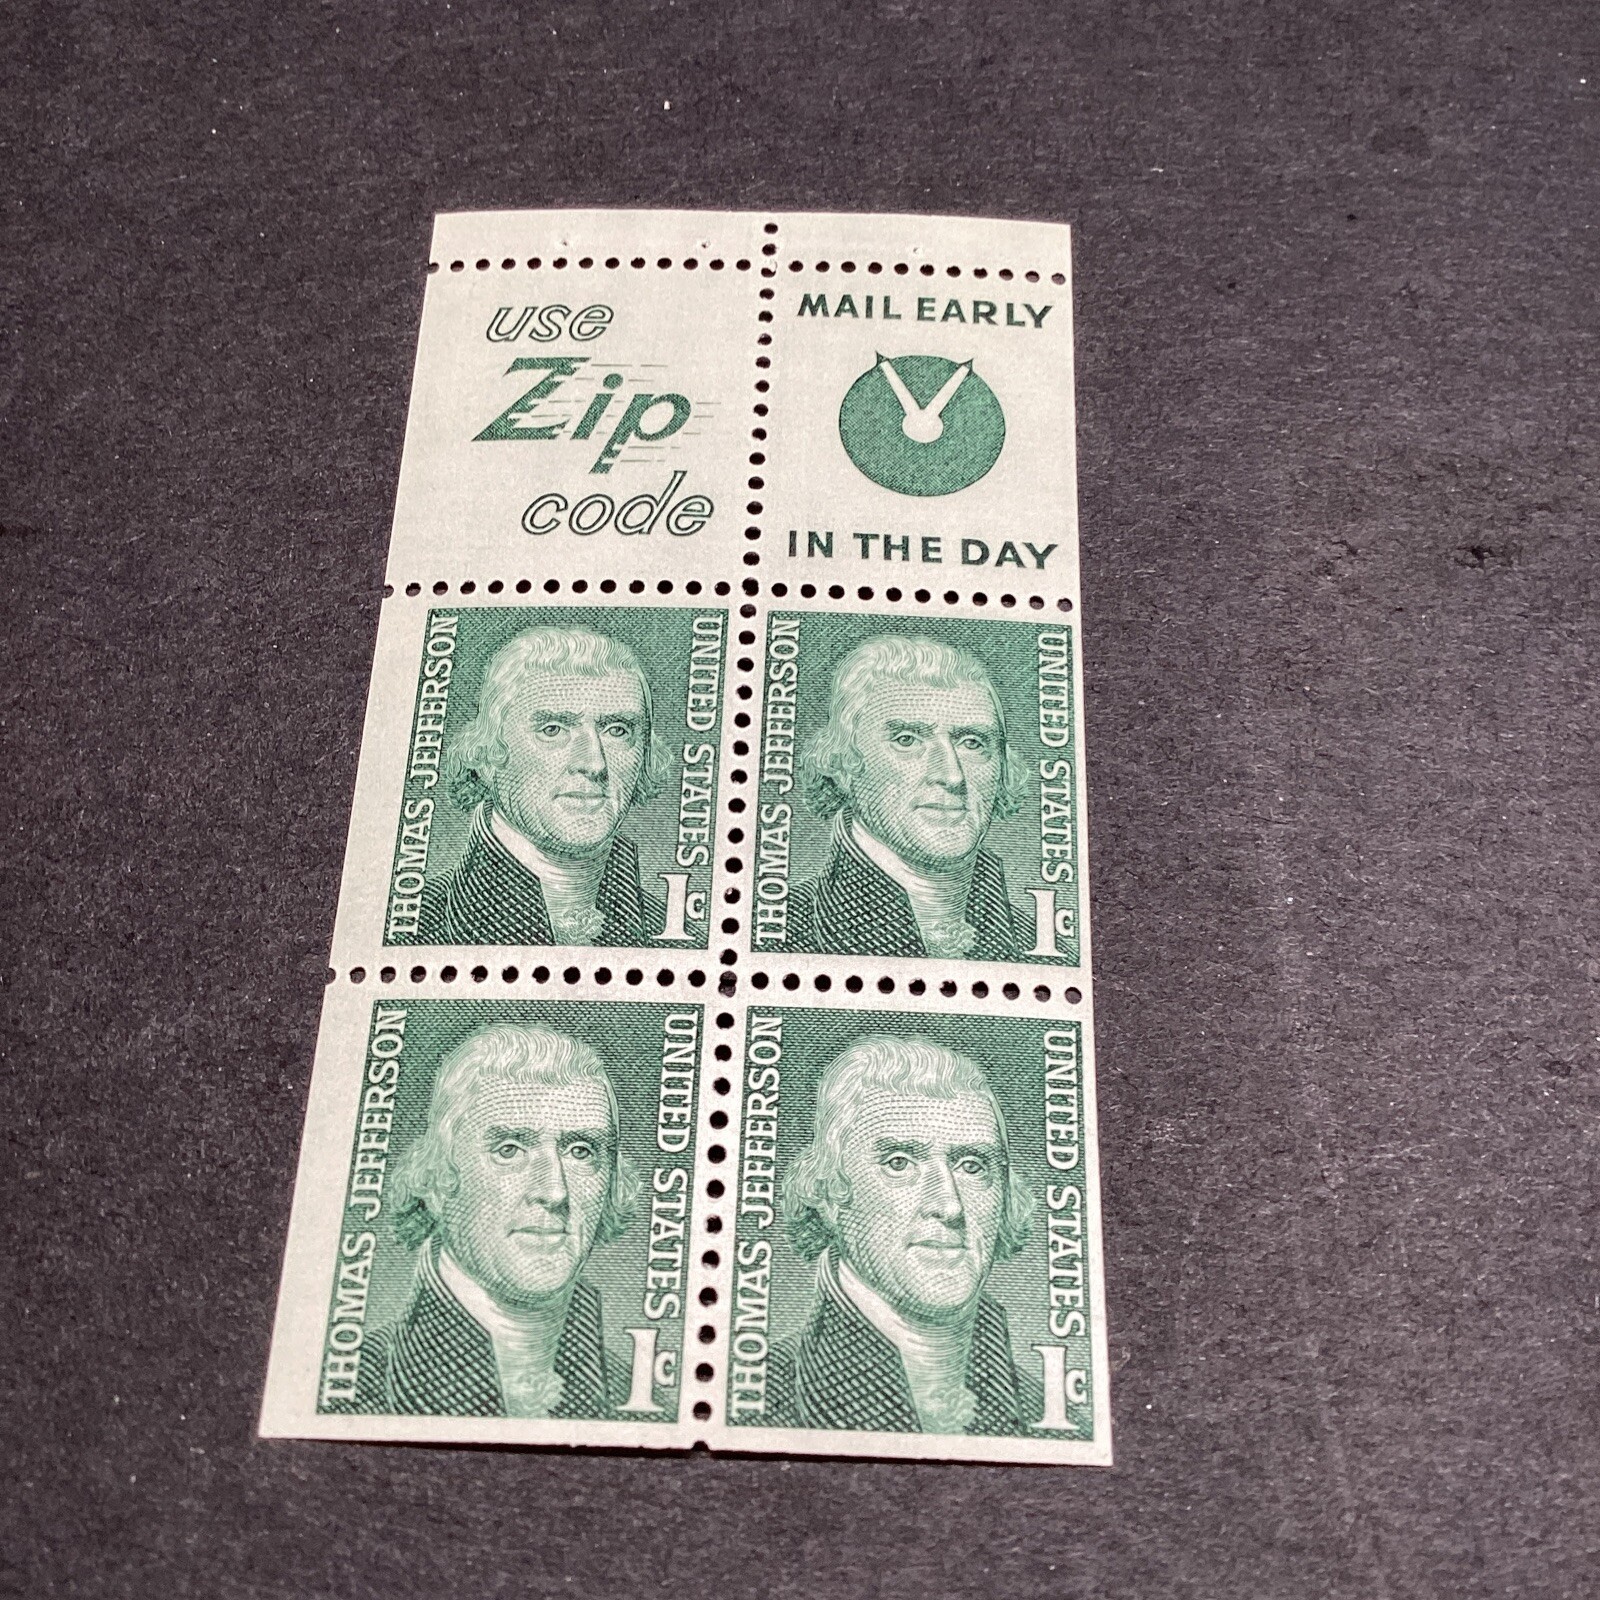 use
Zip
code
MAIL EARLY
IN THE DAY
THOMAS JEFFERSON
UNITED STATES
1c
THOMAS JEFFERSON
UNITED STATES
1c
THOMAS JEFFERSON
UNITED STATES
1c
THOMAS JEFFERSON
UNITED STATES
1c